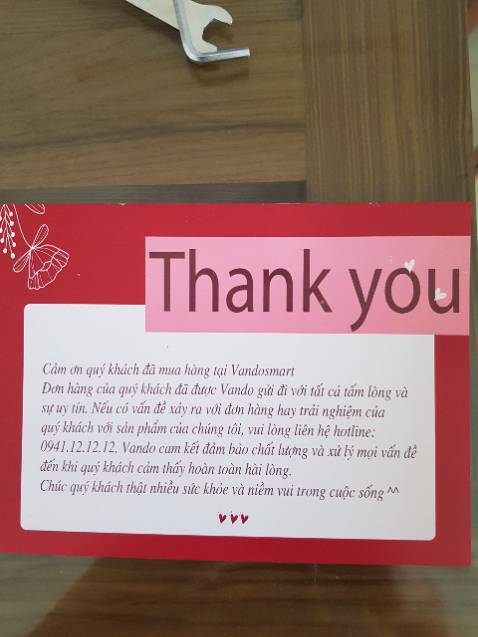 Thank you
Cảm ơn quý khách đã mua hàng tại Vandosmart
Đơn hàng của quý khách đã được Vando gửi đi với tất cả tấm lòng và
sự uy tín. Nếu có vấn đề xảy ra với đơn hàng hay trải nghiệm của
quý khách với sản phẩm của chúng tôi, vui lòng liên hệ hotline:
0941.12.12.12. Vando cam kết đảm bảo chất lượng và xử lý mọi vấn đề
đến khi quý khách cảm thấy hoàn toàn hài lòng.
Chúc quý khách thật nhiều sức khỏe và niềm vui trong cuộc sống ^^